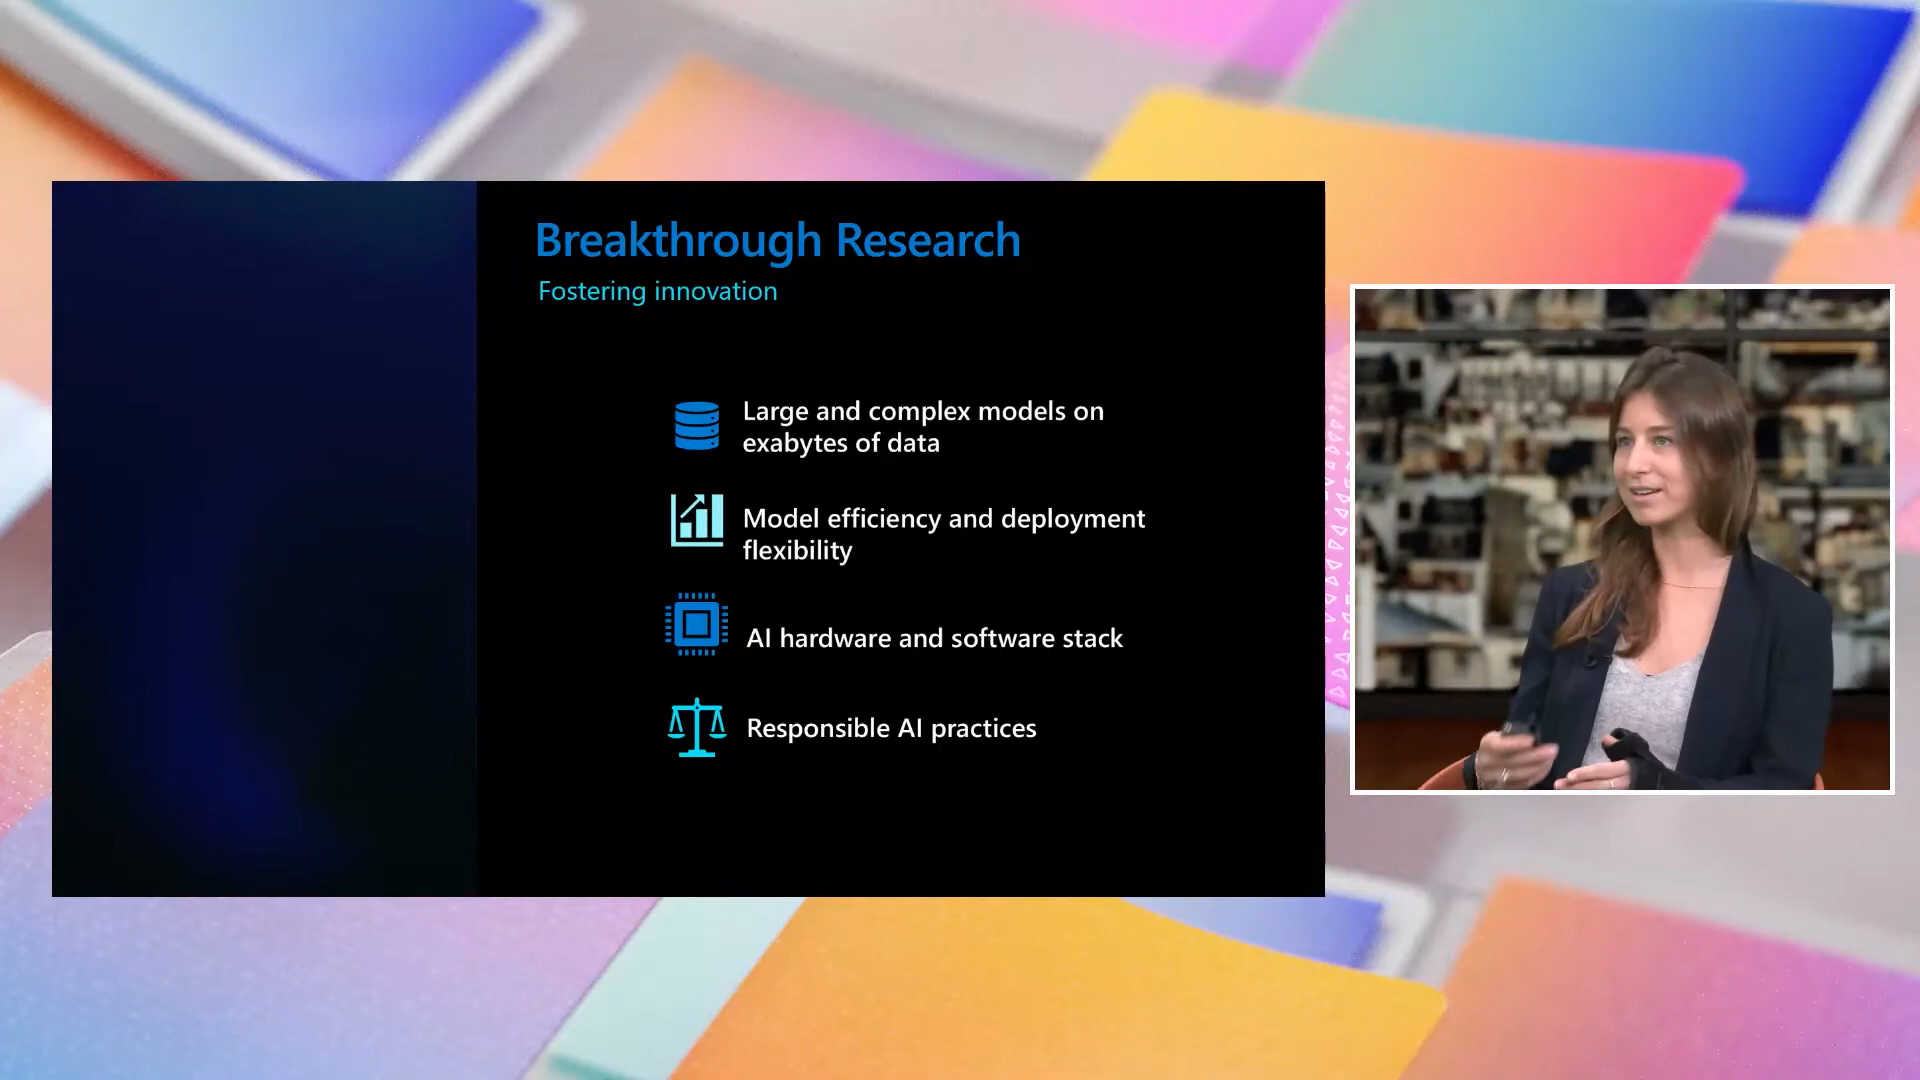 Breakthrough Research
Fostering innovation
Large and complex models on
exabytes of data
Model efficiency and deployment
flexibility
AI hardware and software stack
Responsible AI practices